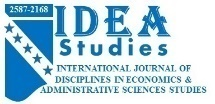 2587-2168
IDEA
Studies
INTERNATIONAL JOURNAL OF
DISCIPLINES IN ECONOMICS &
ADMINISTRATIVE SCIENCES STUDIES